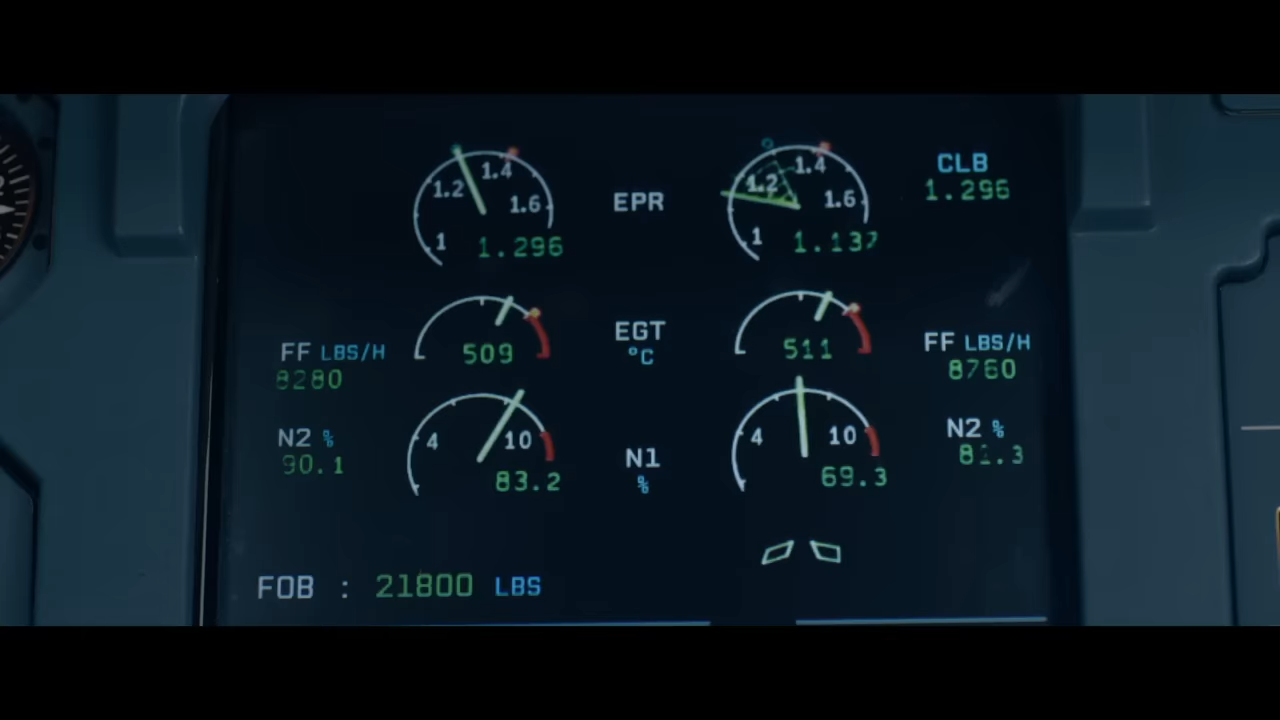 1.2 1.4 1.6 1 1.296
EPR
1.2 1.4 1.6 1 1.137
CLB
1.296
FF LBS/H
8280
509
EGT
°C
511
FF LBS/H
8760
N2 %
90.1
4 10
83.2
N1
%
4 10
69.3
N2 %
81.3
FOB : 21800 LBS